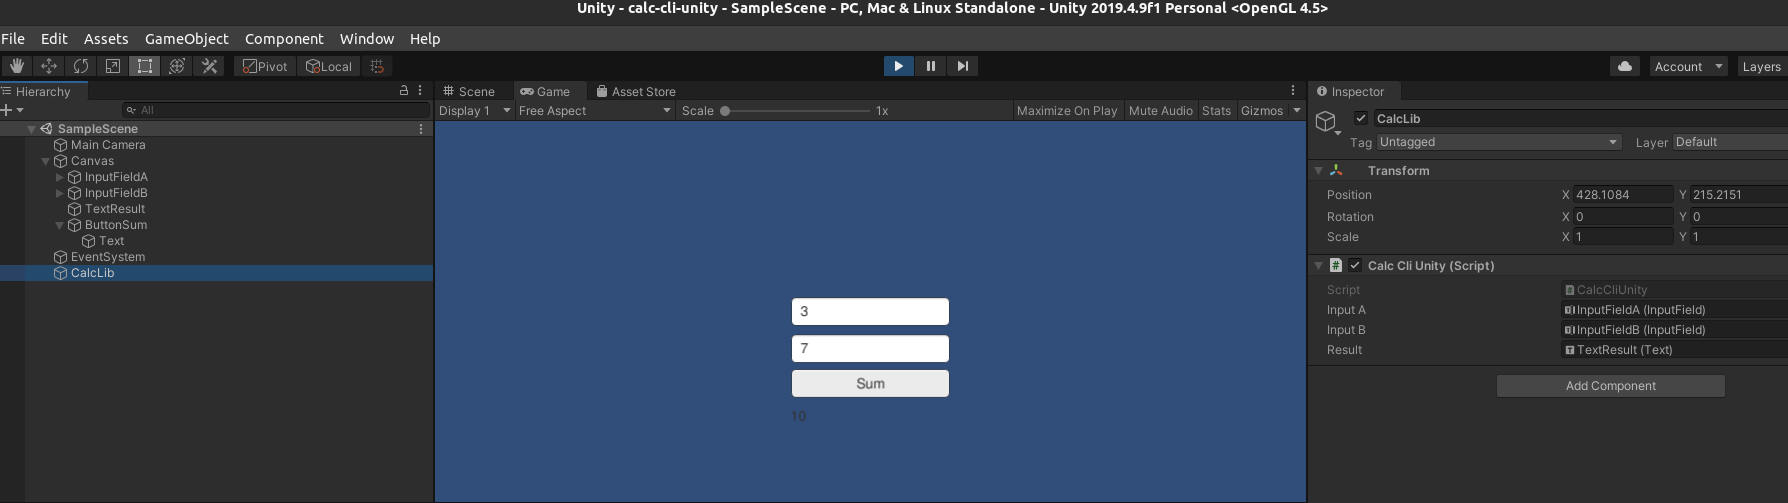 Unity - calc-cli-unity - SampleScene - PC, Mac & Linux Standalone - Unity 2019.4.9f1 Personal <OpenGL 4.5>
File Edit Assets GameObject Component Window Help
Pivot Local Account Layers
Hierarchy
All
SampleScene
Main Camera
Canvas
InputFieldA
InputFieldB
TextResult
ButtonSum
Text
EventSystem
CalcLib
Scene Game Asset Store
Display 1 Free Aspect Scale 1x Maximize On Play Mute Audio Stats Gizmos
3
7
Sum
10
Inspector
CalcLib
Tag Untagged Layer Default
Transform
Position X 428.1084 Y 215.2151
Rotation X 0 Y 0
Scale X 1 Y 1
Calc Cli Unity (Script)
Script CalcCliUnity
Input A InputFieldA (InputField)
Input B InputFieldB (InputField)
Result TextResult (Text)
Add Component